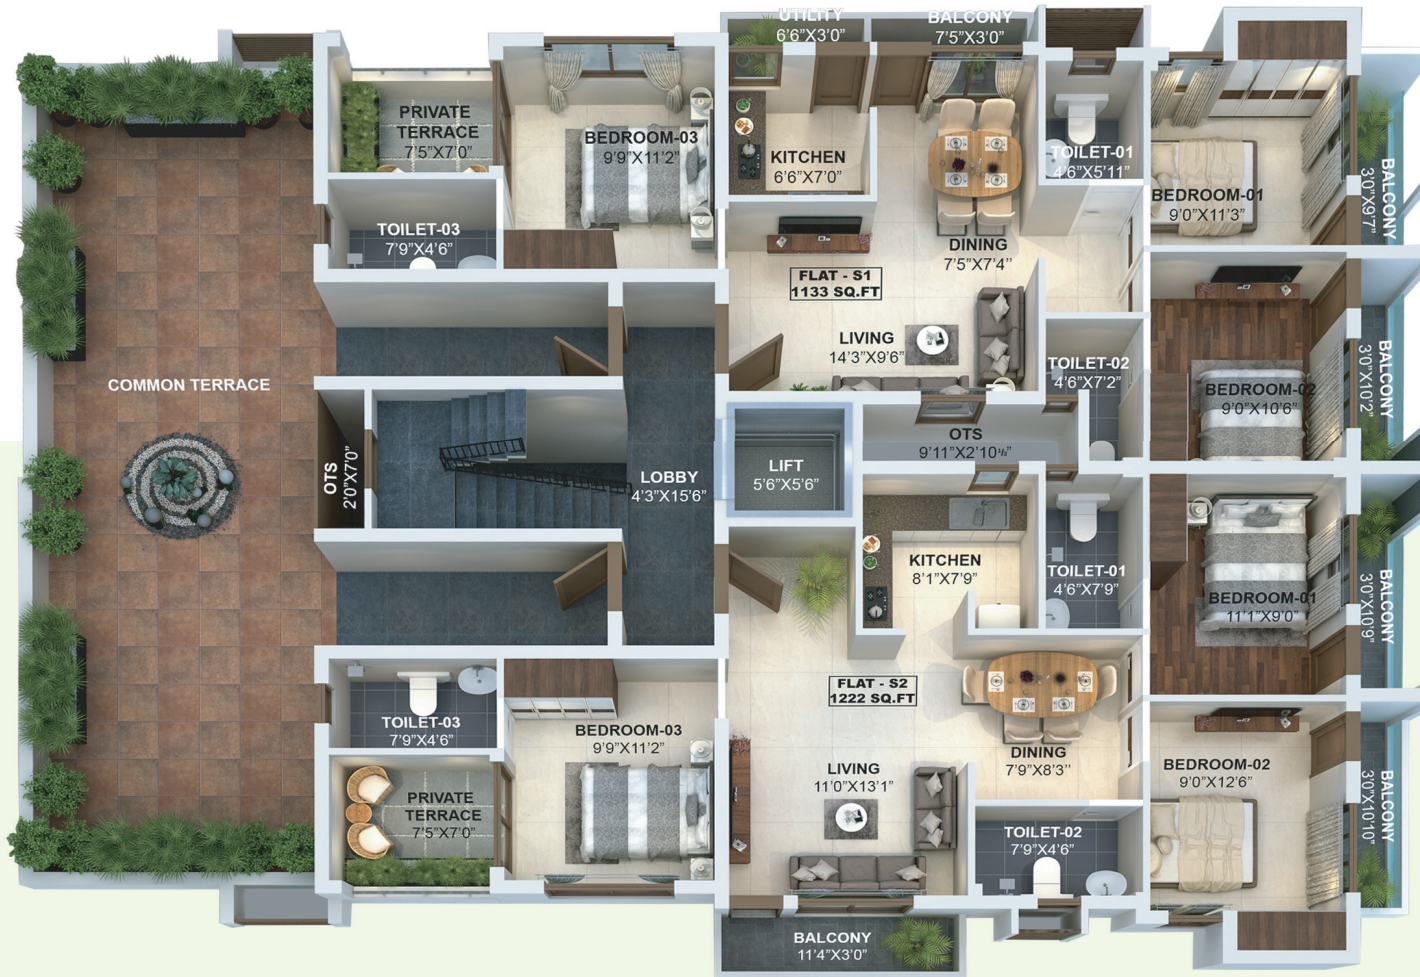 UTILITY
6'6"X3'0"
BALCONY
7'5"X3'0"
PRIVATE
TERRACE
7'5"X7'0"
BEDROOM-03
9'9"X11'2"
KITCHEN
6'6"X7'0"
TOILET-01
4'6"X5'11"
BEDROOM-01
9'0"X11'3"
BALCONY
3'0"X9'7"
TOILET-03
7'9"X4'6"
DINING
7'5"X7'4"
FLAT - S1
1133 SQ.FT
LIVING
14'3"X9'6"
TOILET-02
4'6"X7'2"
BEDROOM-02
9'0"X10'6"
BALCONY
3'0"X10'2"
COMMON TERRACE
OTS
2'0"X7'0"
LOBBY
4'3"X15'6"
LIFT
5'6"X5'6"
OTS
9'11"X2'10½"
KITCHEN
8'1"X7'9"
TOILET-01
4'6"X7'9"
BEDROOM-01
11'1"X9'0"
BALCONY
3'0"X10'9"
FLAT - S2
1222 SQ.FT
TOILET-03
7'9"X4'6"
BEDROOM-03
9'9"X11'2"
DINING
7'9"X8'3"
BEDROOM-02
9'0"X12'6"
LIVING
11'0"X13'1"
BALCONY
3'0"X10'10"
PRIVATE
TERRACE
7'5"X7'0"
TOILET-02
7'9"X4'6"
BALCONY
11'4"X3'0"